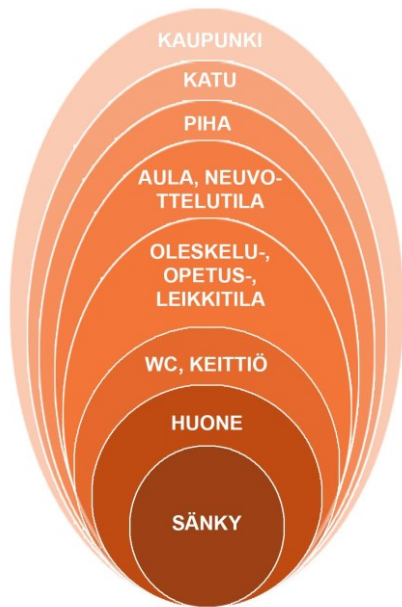 KAUPUNKI
KATU
PIHA
AULA, NEUVO-
TTELUTILA
OLESKELU-,
OPETUS-,
LEIKKITILA
WC, KEITTIÖ
HUONE
SÄNKY